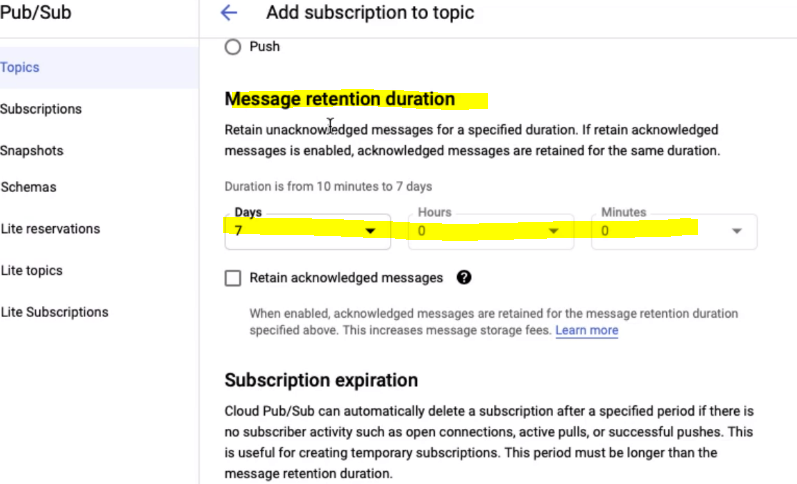 Pub/Sub
Add subscription to topic
Topics
Subscriptions
Snapshots
Schemas
Lite reservations
Lite topics
Lite Subscriptions
Push
Message retention duration
Retain unacknowledged messages for a specified duration. If retain acknowledged
messages is enabled, acknowledged messages are retained for the same duration.
Duration is from 10 minutes to 7 days
Days
7
Hours
0
Minutes
0
Retain acknowledged messages
When enabled, acknowledged messages are retained for the message retention duration
specified above. This increases message storage fees. Learn more
Subscription expiration
Cloud Pub/Sub can automatically delete a subscription after a specified period if there is
no subscriber activity such as open connections, active pulls, or successful pushes. This
is useful for creating temporary subscriptions. This period must be longer than the
message retention duration.